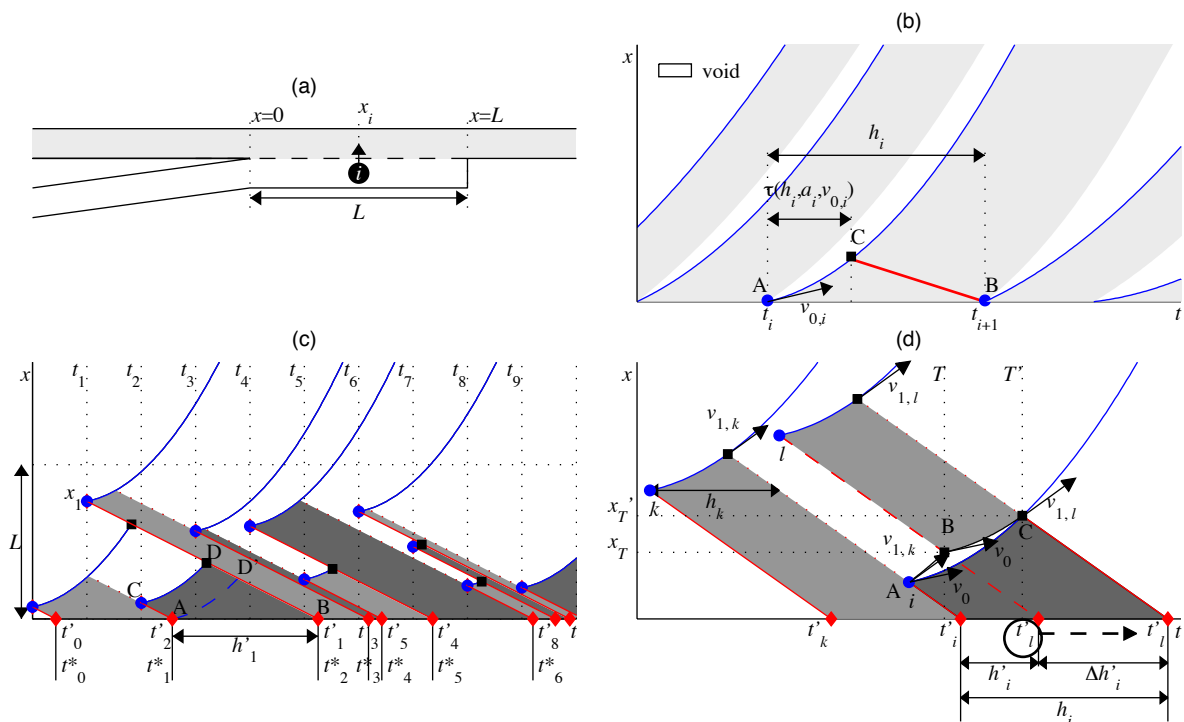 (a)
x=0
x_i
x=L
i
L
(b)
x
void
h_i
τ(h_i,a_i,v_0,i)
C
A
B
v_0,i
t_i
t_i+1
t
(c)
x
t_1
t_2
t_3
t_4
t_5
t_6
t_7
t_8
t_9
x_1
L
D
D'
C
A
B
t'_0
t'_2
t'_1
t'_3
t'_5
t'_4
t'_8
t
h'_1
t*_0
t*_1
t*_2
t*_3
t*_4
t*_5
t*_6
(d)
x
T
T'
v_1,l
v_1,k
l
k
h_k
x_T'
x_T
v_1,l
B
C
v_1,k
v_0
A
i
v_0
t'_k
t'_i
t'_l
t'_l
t
h'_i
Δh'_i
h_i